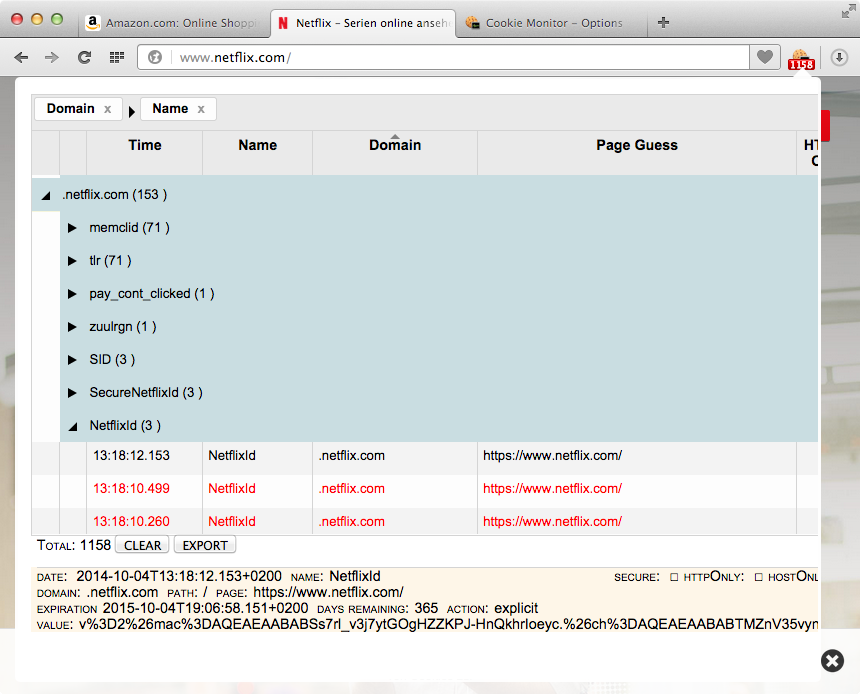 Amazon.com: Online Shopp
Netflix – Serien online anseh
Cookie Monitor – Options
www.netflix.com/
1158
Domain x
Name x
Time Name Domain Page Guess HT
.netflix.com (153 )
memclid (71 )
tlr (71 )
pay_cont_clicked (1 )
zuulrgn (1 )
SID (3 )
SecureNetflixId (3 )
NetflixId (3 )
13:18:12.153 NetflixId .netflix.com https://www.netflix.com/
13:18:10.499 NetflixId .netflix.com https://www.netflix.com/
13:18:10.260 NetflixId .netflix.com https://www.netflix.com/
TOTAL: 1158 CLEAR EXPORT
DATE: 2014-10-04T13:18:12.153+0200 NAME: NetflixId SECURE: HTTPONLY: HOSTONL
DOMAIN: .netflix.com PATH: / PAGE: https://www.netflix.com/
EXPIRATION 2015-10-04T19:06:58.151+0200 DAYS REMAINING: 365 ACTION: explicit
VALUE: v%3D2%26mac%3DAQEAEAABABSs7rl_v3j7ytGOgHZZKPJ-HnQkhrIoeyc.%26ch%3DAQEAEAABABTMZnV35vyn